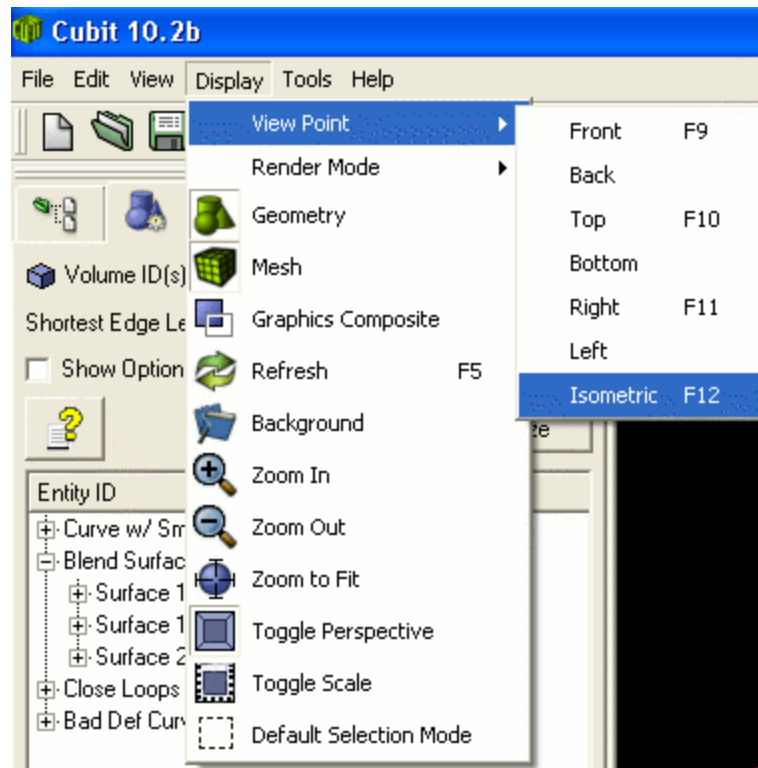 Cubit 10.2b
File Edit View Display Tools Help
View Point
Render Mode
Geometry
Mesh
Graphics Composite
Refresh F5
Background
Zoom In
Zoom Out
Zoom to Fit
Toggle Perspective
Toggle Scale
Default Selection Mode
Front F9
Back
Top F10
Bottom
Right F11
Left
Isometric F12
Volume ID(s)
Shortest Edge Le
Show Option
Entity ID
Curve w/ Sm
Blend Surfac
Surface 1
Surface 1
Surface 2
Close Loops
Bad Def Curv